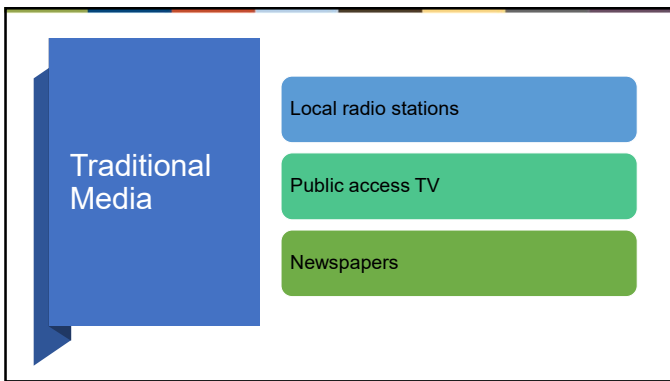 Traditional
Media
Local radio stations
Public access TV
Newspapers